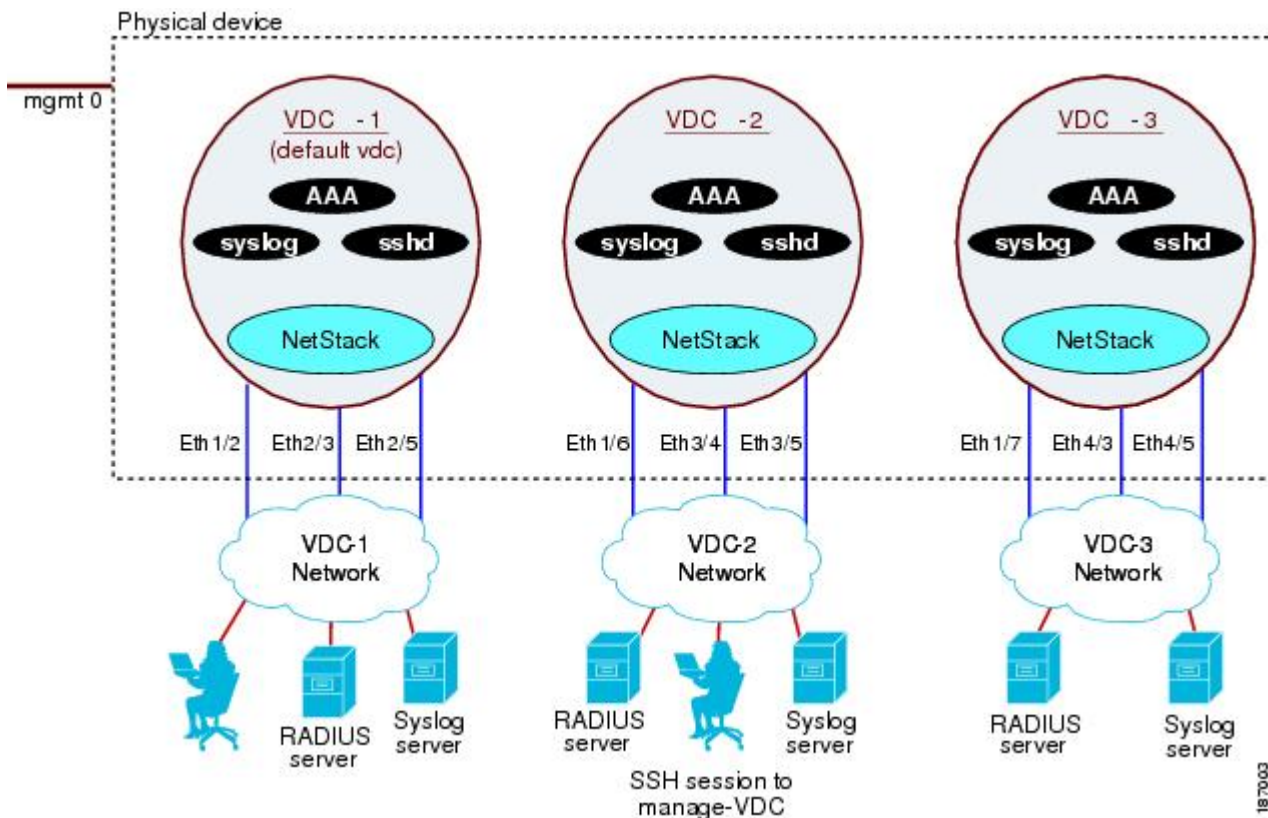 Physical device
mgmt 0
VDC -1
(default vdc)
AAA
syslog
sshd
NetStack
VDC -2
AAA
syslog
sshd
NetStack
VDC -3
AAA
syslog
sshd
NetStack
Eth 1/2
Eth2/3
Eth2/5
Eth 1/6
Eth3/4
Eth3/5
Eth 1/7
Eth4/3
Eth4/5
VDC-1
Network
VDC-2
Network
VDC-3
Network
RADIUS
server
Syslog
server
RADIUS
server
SSH session to
manage-VDC
Syslog
server
RADIUS
server
Syslog
server
187093